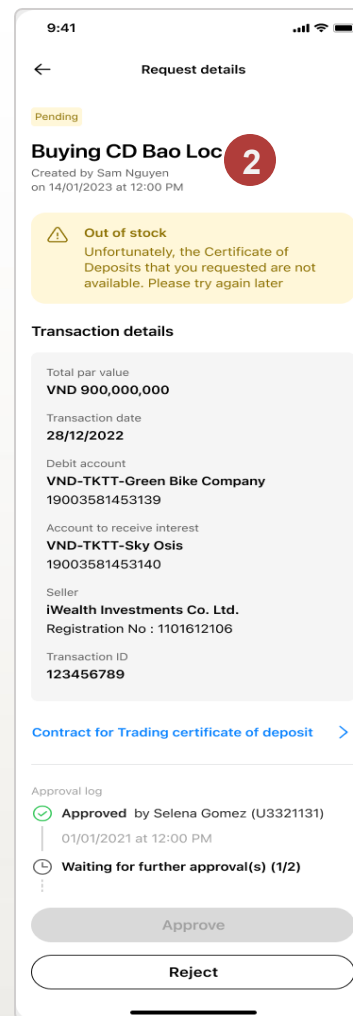 9:41
Request details
Pending
Buying CD Bao Loc
2
Created by Sam Nguyen
on 14/01/2023 at 12:00 PM
Out of stock
Unfortunately, the Certificate of
Deposits that you requested are not
available. Please try again later
Transaction details
Total par value
VND 900,000,000
Transaction date
28/12/2022
Debit account
VND-TKTT-Green Bike Company
19003581453139
Account to receive interest
VND-TKTT-Sky Osis
19003581453140
Seller
iWealth Investments Co. Ltd.
Registration No : 1101612106
Transaction ID
123456789
Contract for Trading certificate of deposit
Approval log
Approved by Selena Gomez (U3321131)
01/01/2021 at 12:00 PM
Waiting for further approval(s) (1/2)
Approve
Reject